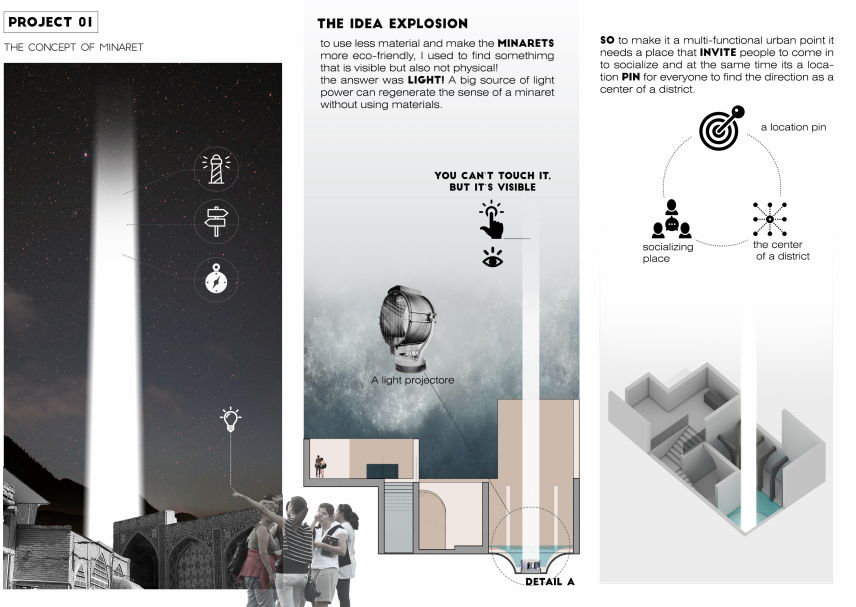 PROJECT 01
THE CONCEPT OF MINARET
THE IDEA EXPLOSION
to use less material and make the MINARETS
more eco-friendly, I used to find somethimg
that is visible but also not physical!
the answer was LIGHT! A big source of light
power can regenerate the sense of a minaret
without using materials.
YOU CAN'T TOUCH IT.
BUT IT'S VISIBLE
A light projectore
DETAIL A
SO to make it a multi-functional urban point it
needs a place that INVITE people to come in
to socialize and at the same time its a loca-
tion PIN for everyone to find the direction as a
center of a district.
a location pin
socializing
place
the center
of a district